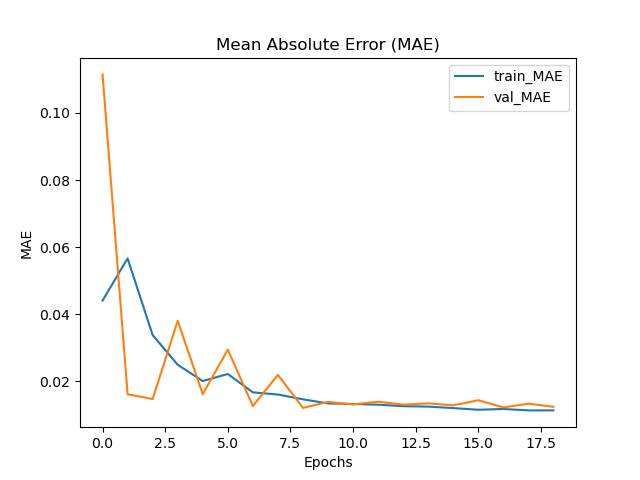 Mean Absolute Error (MAE)
train_MAE
val_MAE
0.10
0.08
0.06
0.04
0.02
MAE
0.0 2.5 5.0 7.5 10.0 12.5 15.0 17.5
Epochs